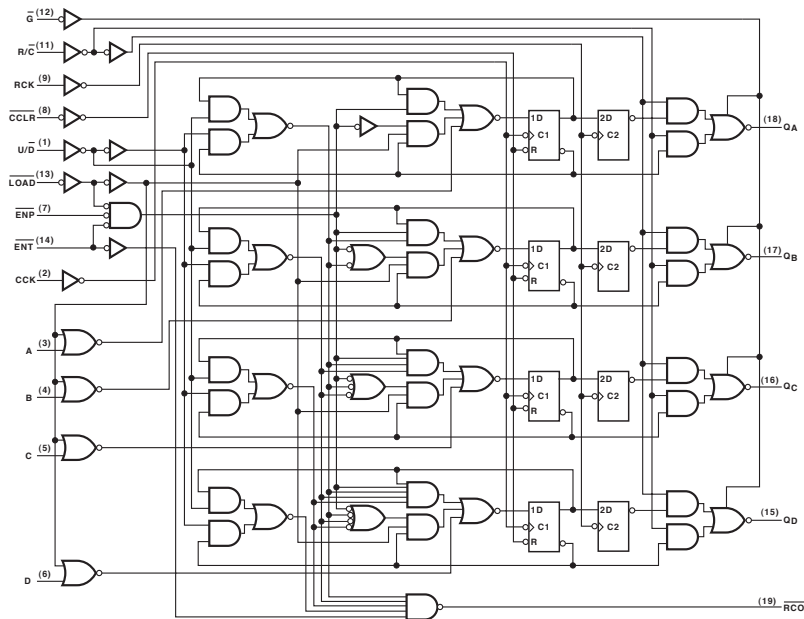 G (12)
R/C (11)
RCK (9)
CCLR (8)
U/D (1)
LOAD (13)
ENP (7)
ENT (14)
CCK (2)
A (3)
B (4)
C (5)
D (6)
1D
C1
R
2D
C2
(18)
QA
1D
C1
R
2D
C2
(17)
QB
1D
C1
R
2D
C2
(16)
QC
1D
C1
R
2D
C2
(15)
QD
(19)
RCO